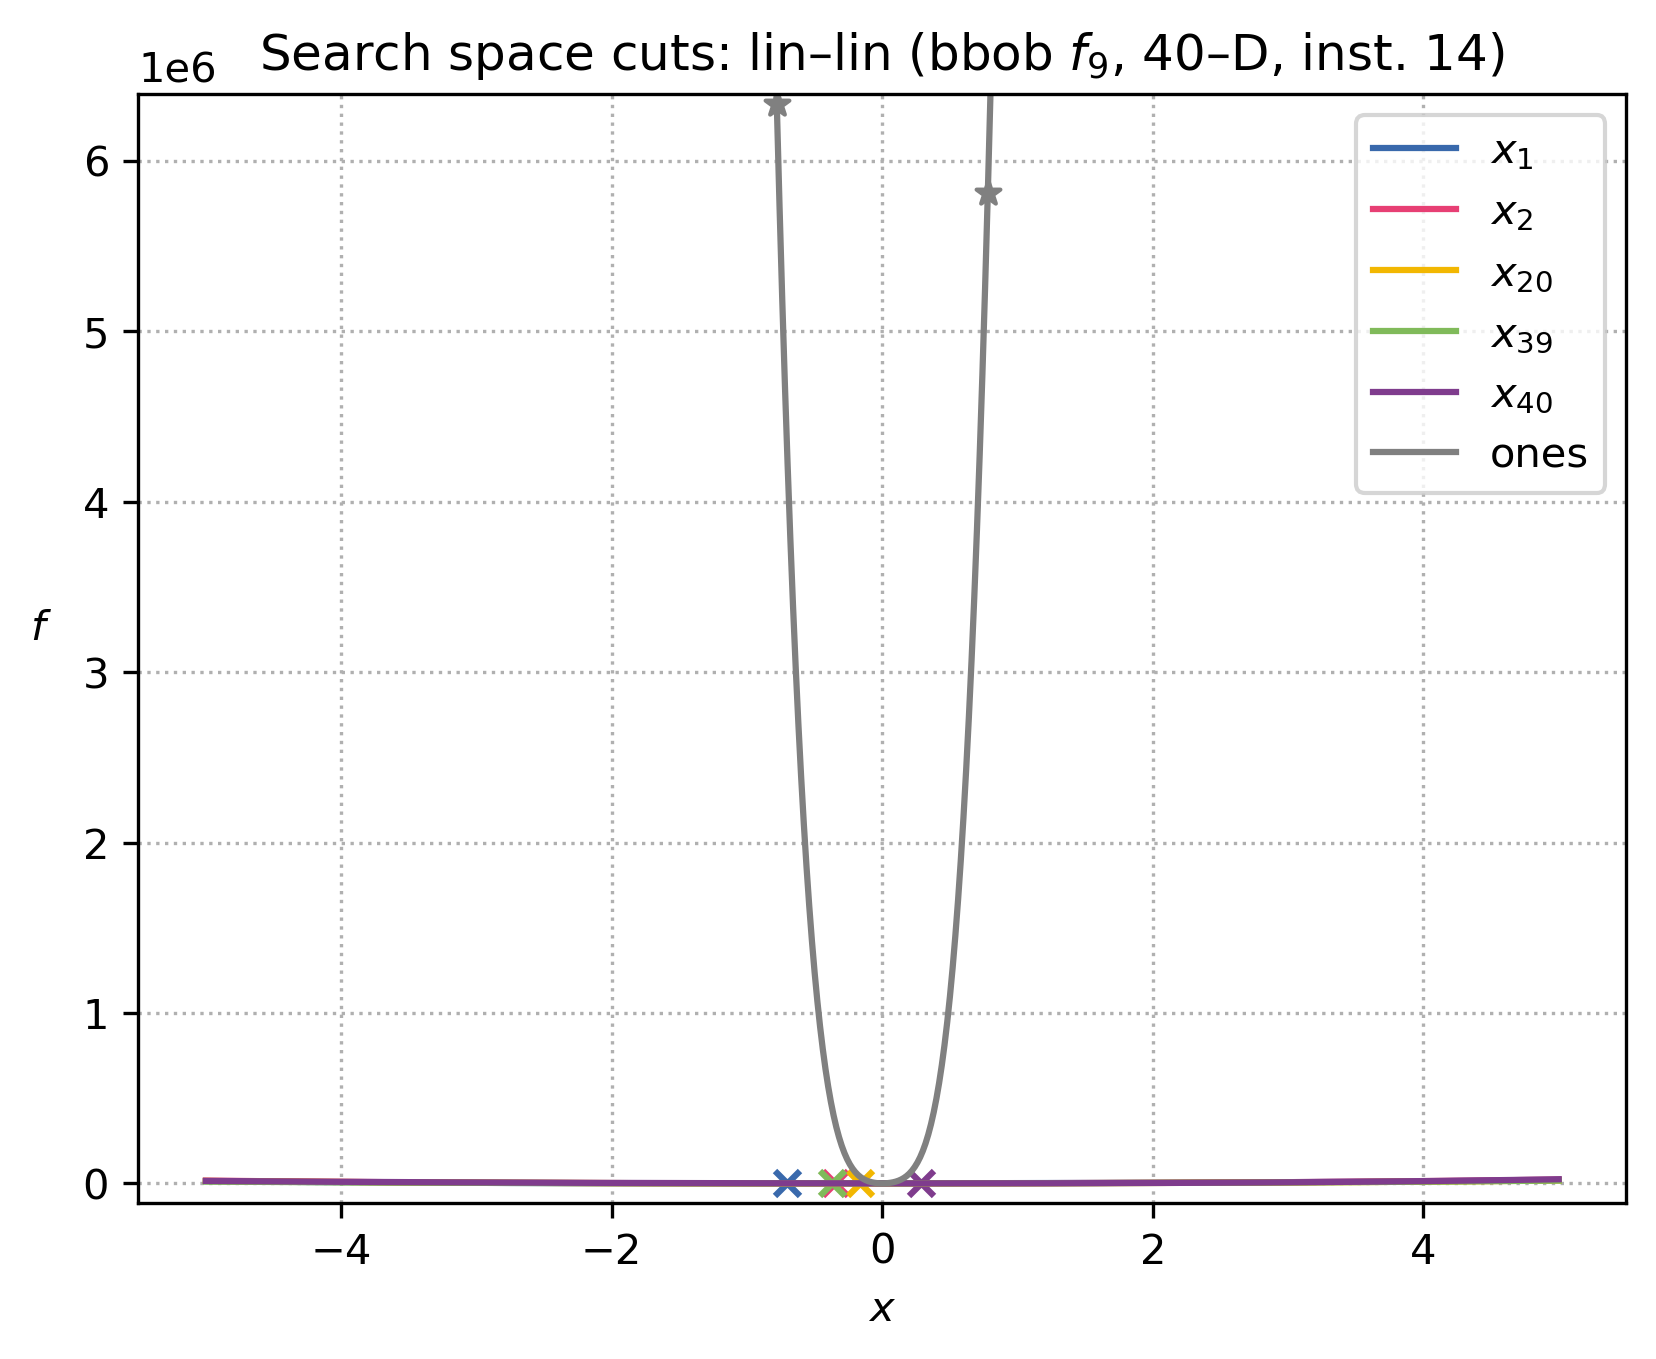 Search space cuts: lin–lin (bbob f₉, 40–D, inst. 14)
1e6
6
5
4
3
2
1
0
f
−4
−2
0
2
4
x
x₁
x₂
x₂₀
x₃₉
x₄₀
ones